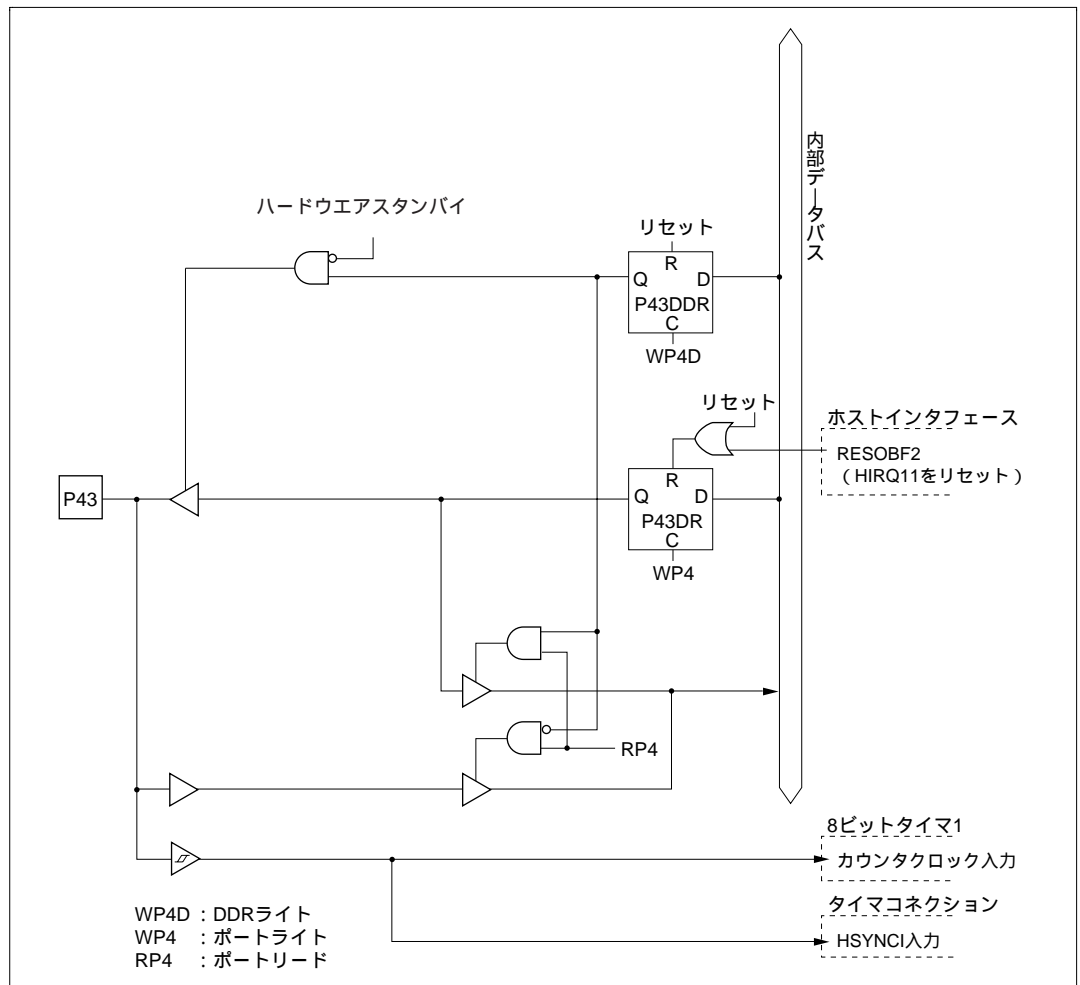 内部データバス
ハードウエアスタンバイ
リセット
R
Q D
P43DDR
C
WP4D
リセット
ホストインタフェース
RESOBF2
（HIRQ11をリセット）
P43
R
Q D
P43DR
C
WP4
RP4
8ビットタイマ1
カウンタクロック入力
タイマコネクション
HSYNCI入力
WP4D ：DDRライト
WP4 ：ポートライト
RP4 ：ポートリード